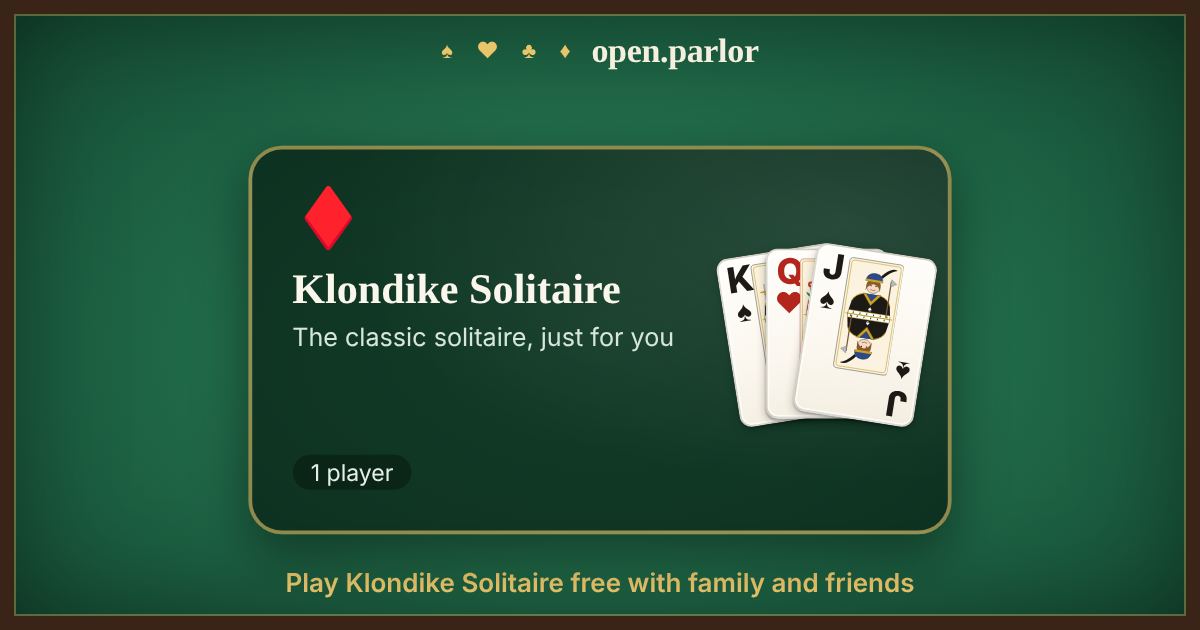 ♠ ♥ ♣ ♦ open.parlor
Klondike Solitaire
The classic solitaire, just for you
K Q J
J
1 player
Play Klondike Solitaire free with family and friends